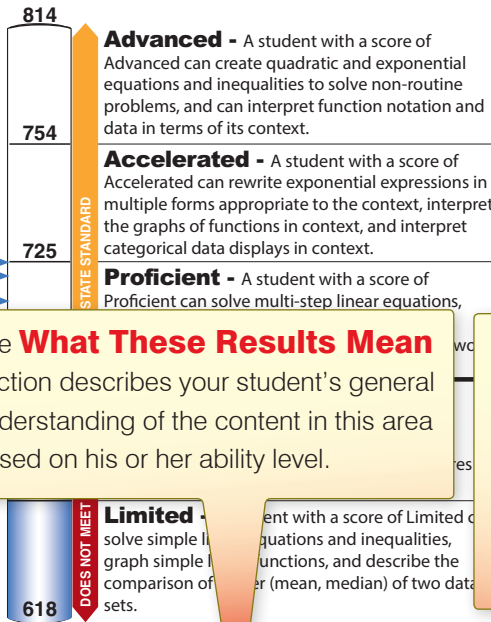 814
Advanced - A student with a score of
Advanced can create quadratic and exponential
equations and inequalities to solve non-routine
problems, and can interpret function notation and
data in terms of its context.
754
Accelerated - A student with a score of
Accelerated can rewrite exponential expressions in
multiple forms appropriate to the context, interpret
the graphs of functions in context, and interpret
categorical data displays in context.
725
STATE STANDARD
Proficient - A student with a score of
Proficient can solve multi-step linear equations,
What These Results Mean
describes your student's general
of the content in this area
on his or her ability level.
DOES NOT MEET
Limited - with a score of Limited
solve simple equations and inequalities,
graph simple and describe the
comparison of (mean, median) of two data
sets.
618